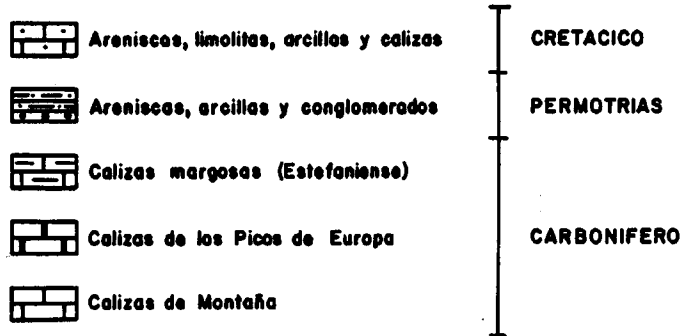 Areniscas, limolitas, arcillas y calizas CRETACICO
Areniscas, arcillas y conglomerados PERMOTRIAS
Calizas margosas (Estefaniense)
Calizas de los Picos de Europa CARBONIFERO
Calizas de Montaña